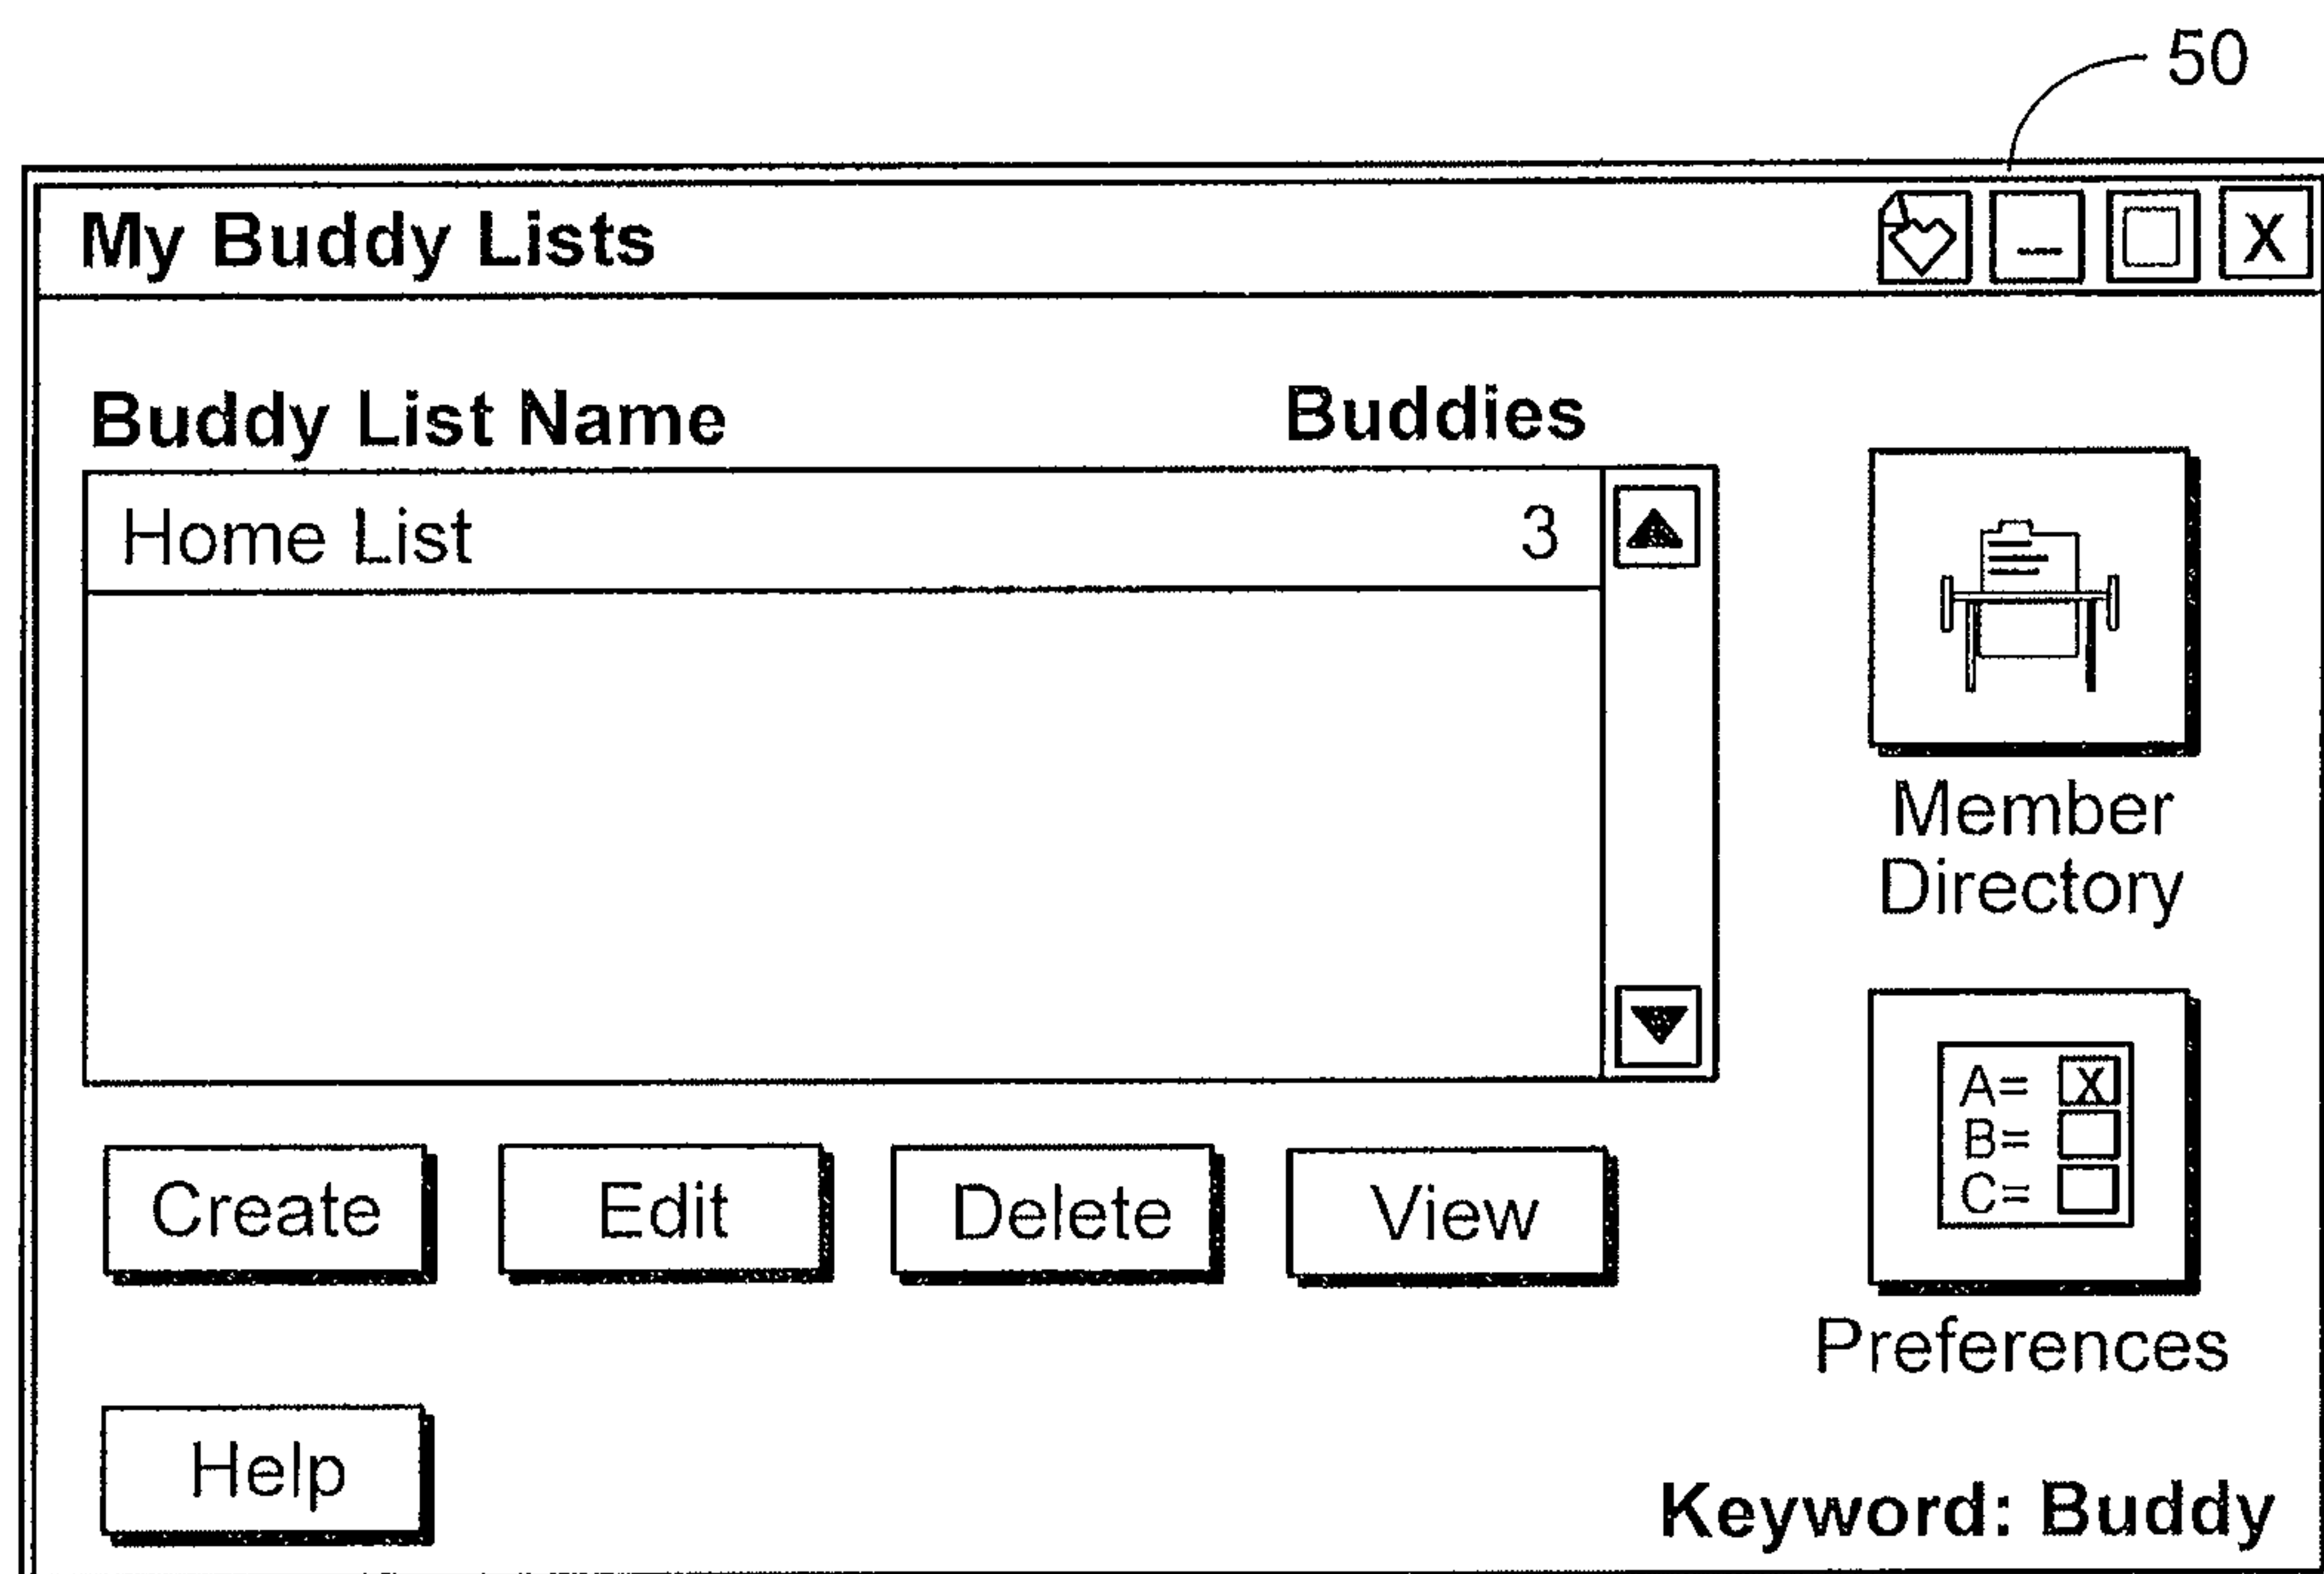 50
My Buddy Lists
X
Buddy List Name Buddies
Home List 3
Member
Directory
A= X
B=
C=
Preferences
Create Edit Delete View
Help
Keyword: Buddy